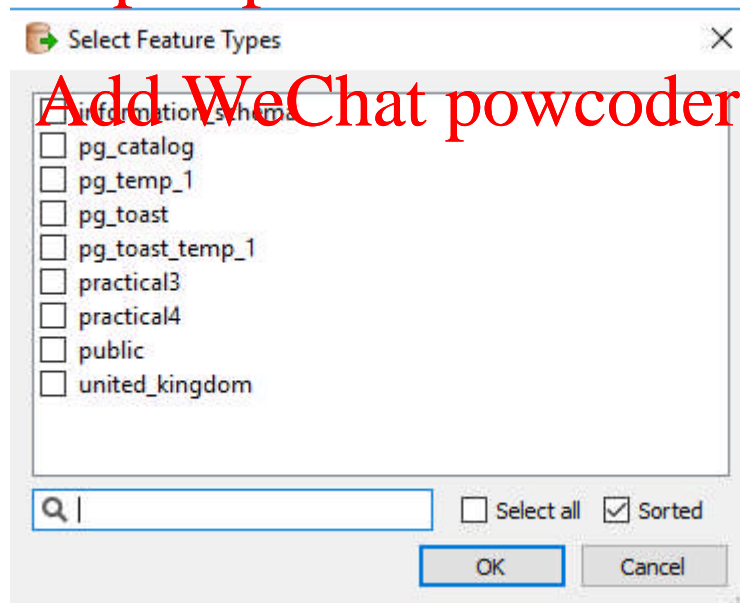 Select Feature Types
Add WeChat powcoder
information_schema
pg_catalog
pg_temp_1
pg_toast
pg_toast_temp_1
practical3
practical4
public
united_kingdom
Select all Sorted
OK Cancel